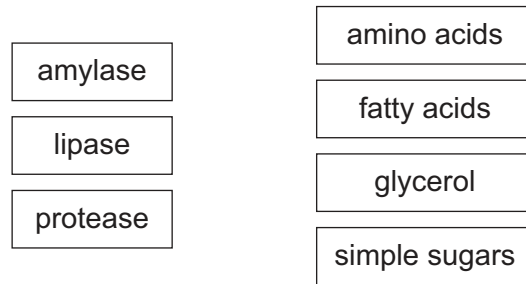 amylase
lipase
protease
amino acids
fatty acids
glycerol
simple sugars